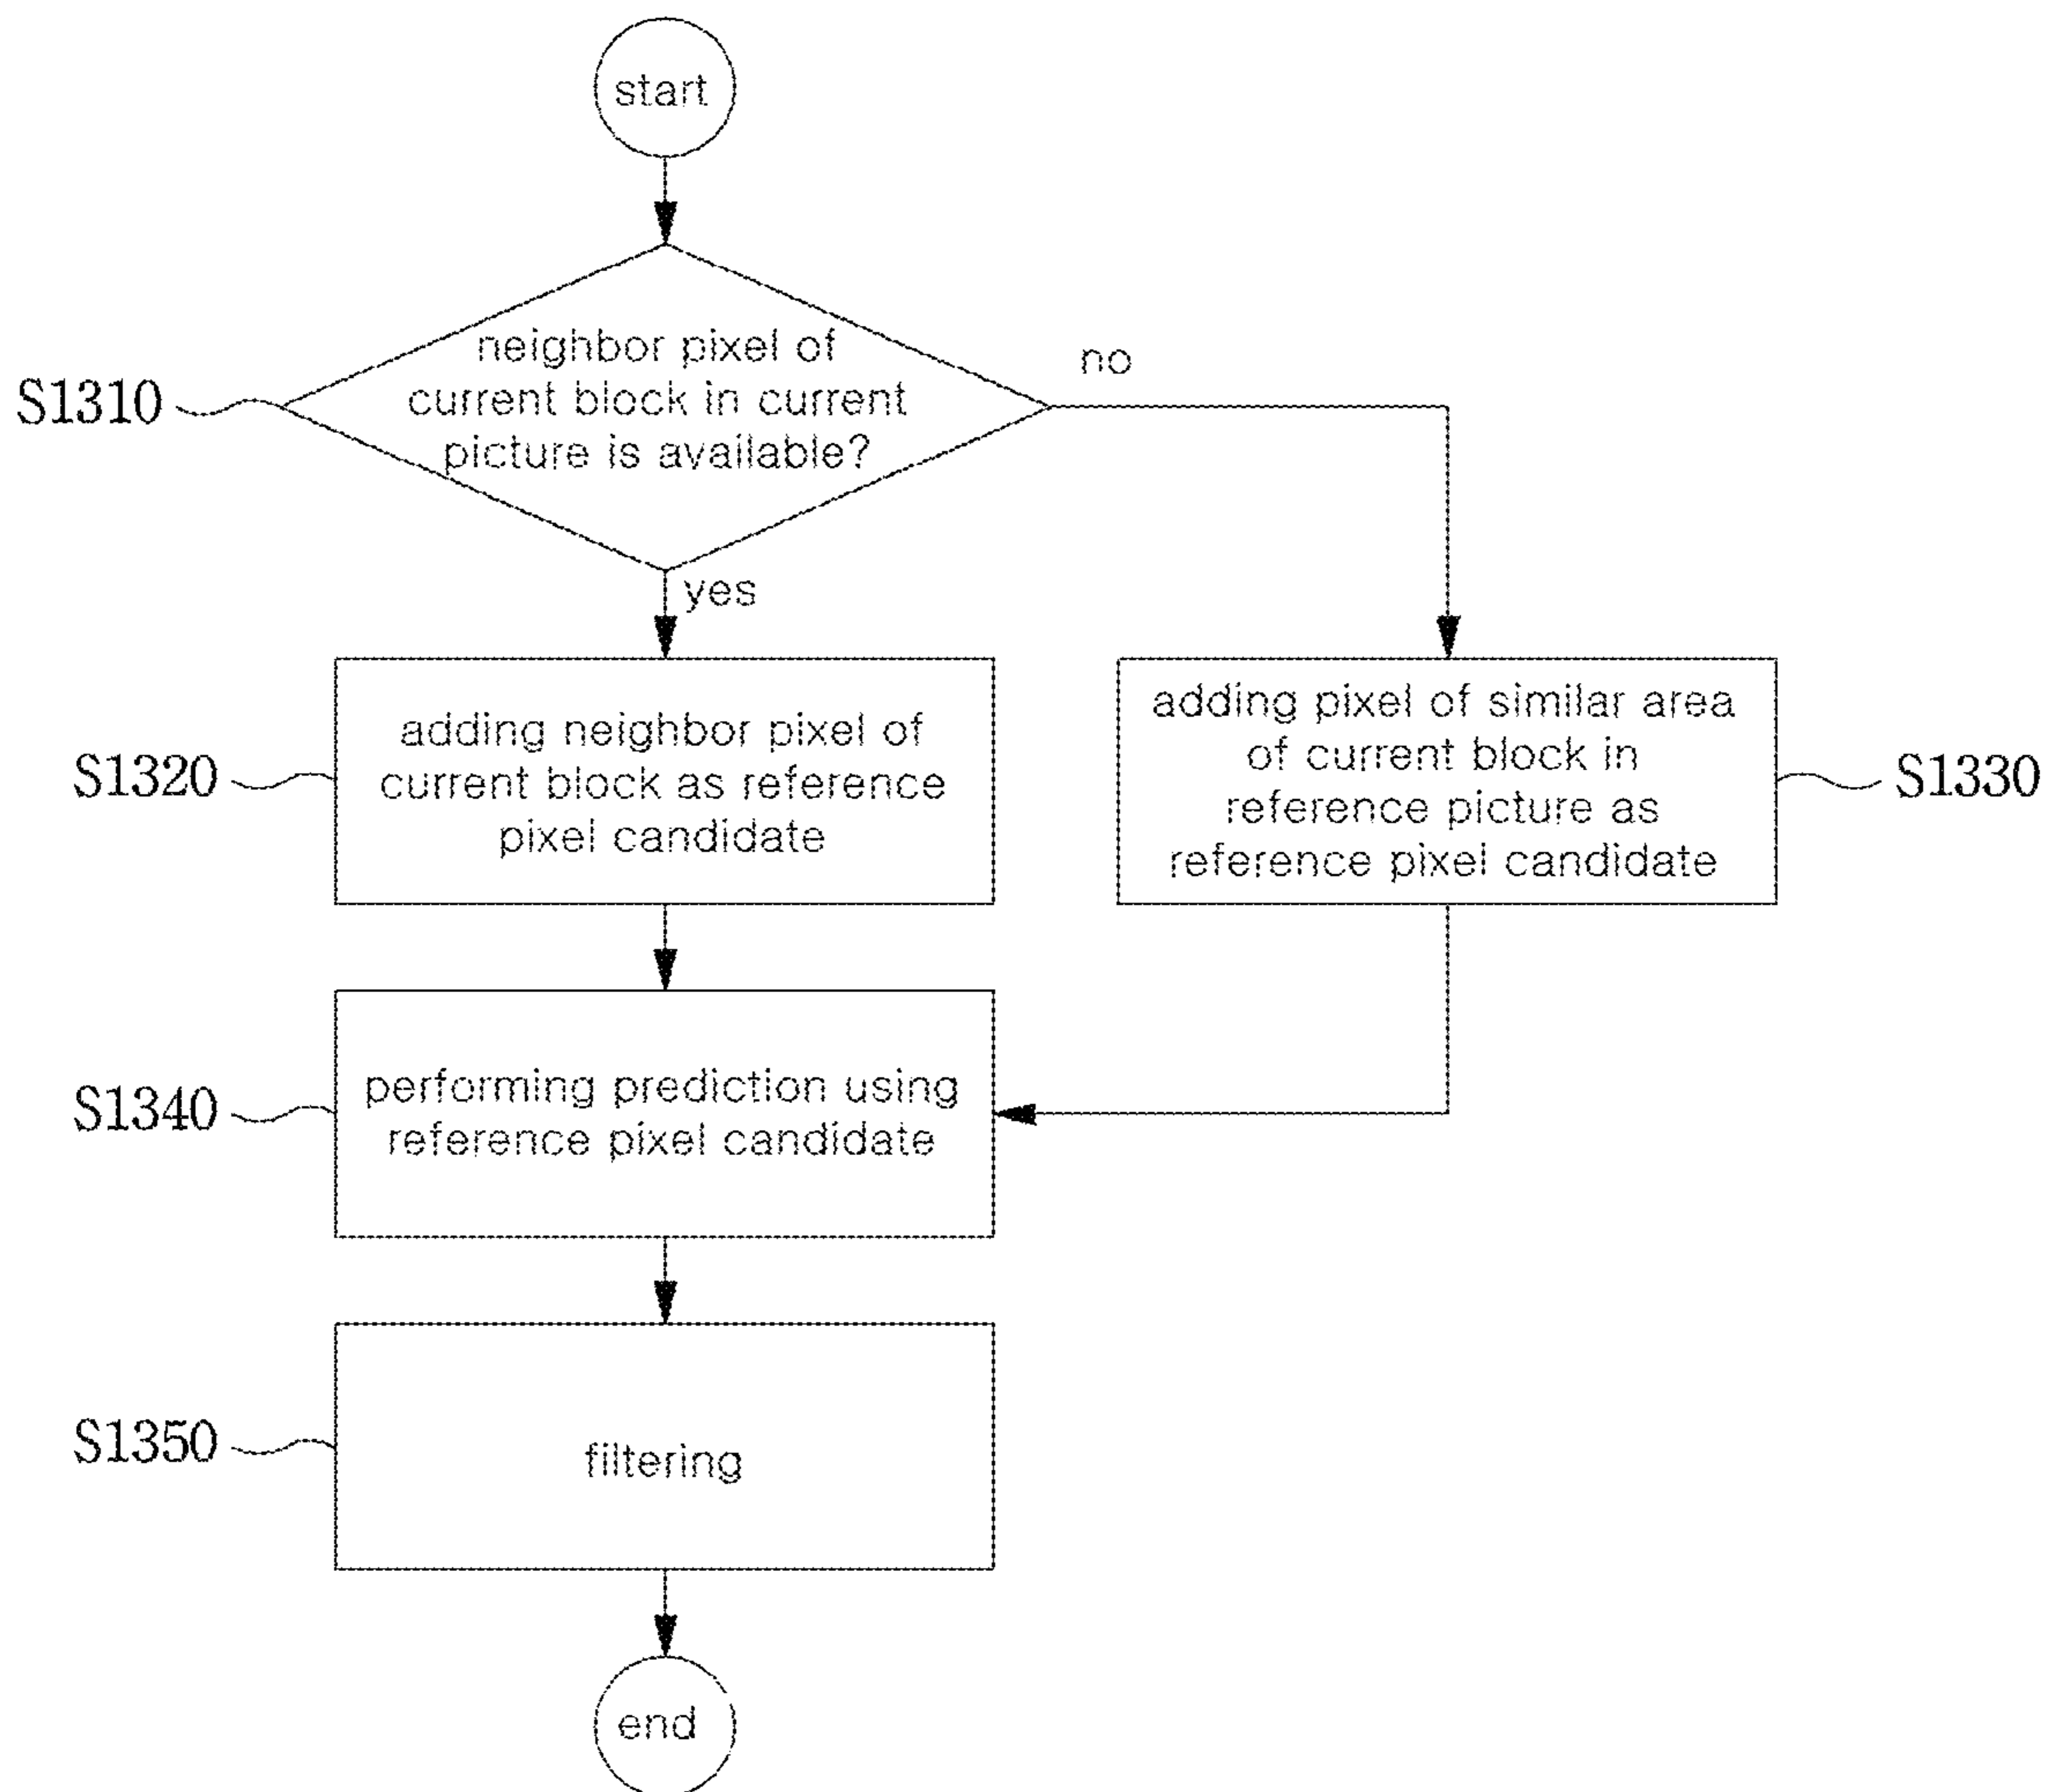 start
neighbor pixel of
current block in current
picture is available?
no
S1310
yes
adding neighbor pixel of
current block as reference
pixel candidate
S1320
adding pixel of similar area
of current block in
reference picture as
reference pixel candidate
S1330
performing prediction using
reference pixel candidate
S1340
filtering
S1350
end